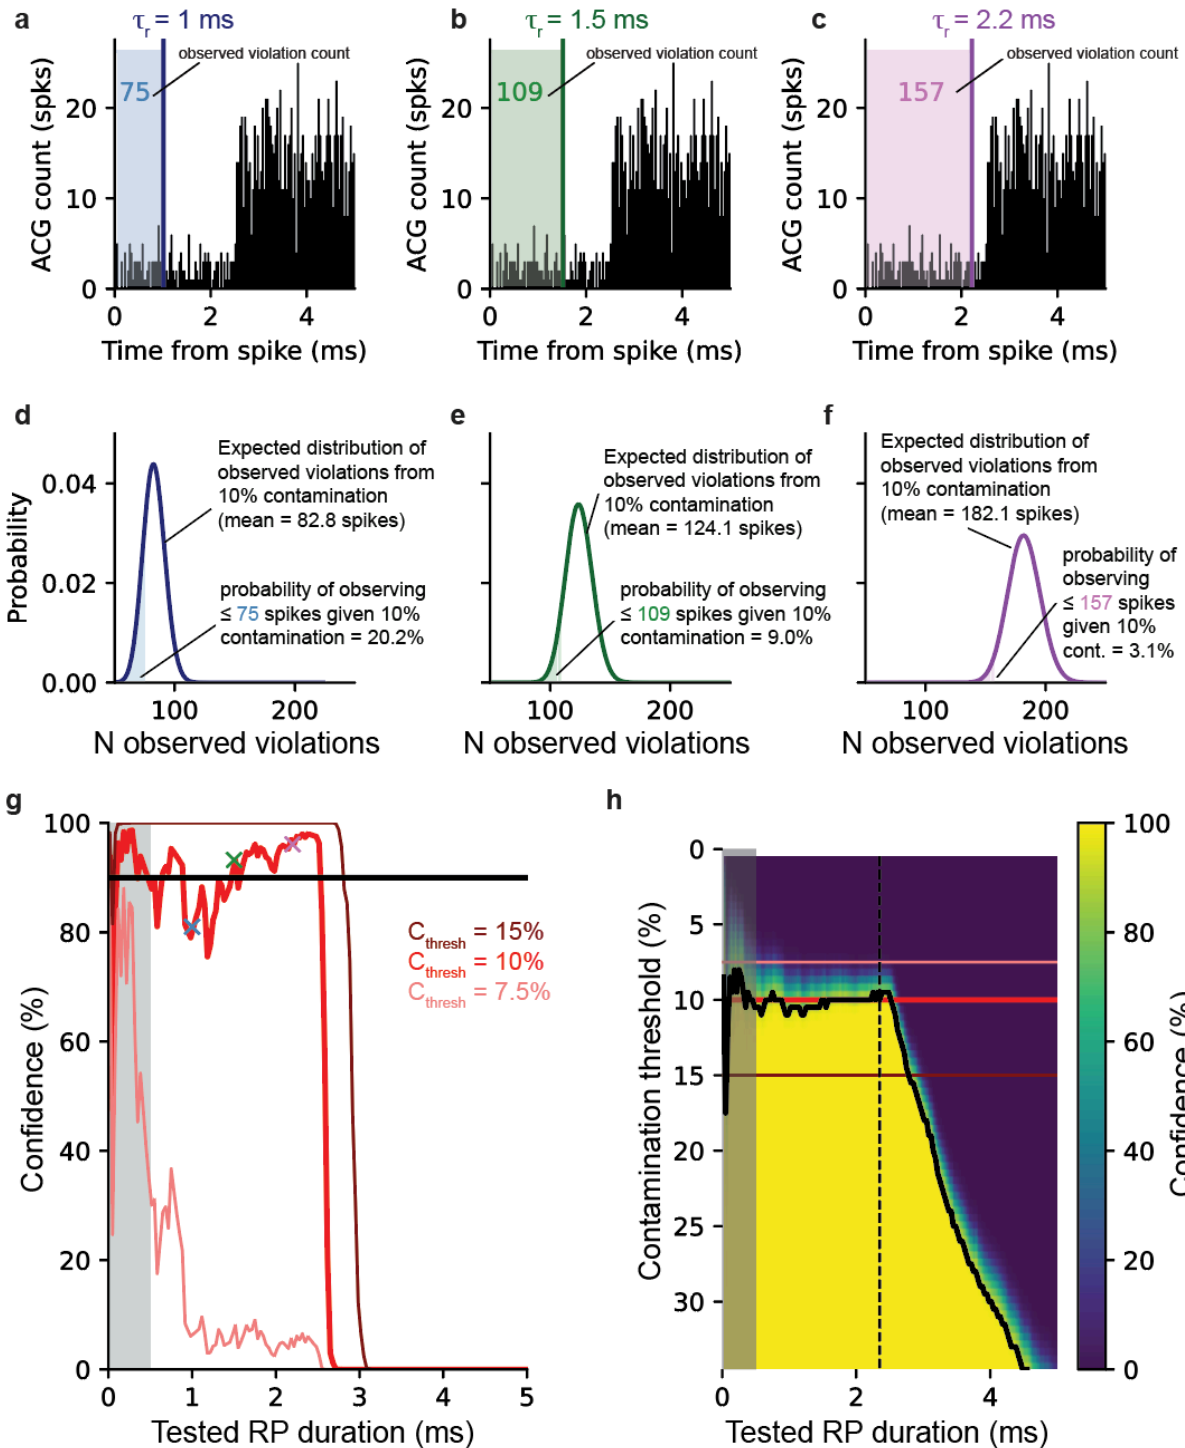 a
τr = 1 ms
observed violation count
75
ACG count (spks)
20
10
0
0 2 4
Time from spike (ms)
b
τr = 1.5 ms
observed violation count
109
ACG count (spks)
20
10
0
0 2 4
Time from spike (ms)
c
τr = 2.2 ms
observed violation count
157
ACG count (spks)
20
10
0
0 2 4
Time from spike (ms)
d
Expected distribution of
observed violations from
10% contamination
(mean = 82.8 spikes)
probability of observing
≤ 75 spikes given 10%
contamination = 20.2%
Probability
0.04
0.02
0.00
100 200
N observed violations
e
Expected distribution of
observed violations from
10% contamination
(mean = 124.1 spikes)
probability of observing
≤ 109 spikes given 10%
contamination = 9.0%
100 200
N observed violations
f
Expected distribution of
observed violations from
10% contamination
(mean = 182.1 spikes)
probability of
observing
≤ 157 spikes
given 10%
cont. = 3.1%
100 200
N observed violations
g
Confidence (%)
100
80
60
40
20
0
Cthresh = 15%
Cthresh = 10%
Cthresh = 7.5%
0 1 2 3 4 5
Tested RP duration (ms)
h
Contamination threshold (%)
0
5
10
15
20
25
30
0 2 4
Tested RP duration (ms)
100
80
60
40
20
0
Confidence (%)